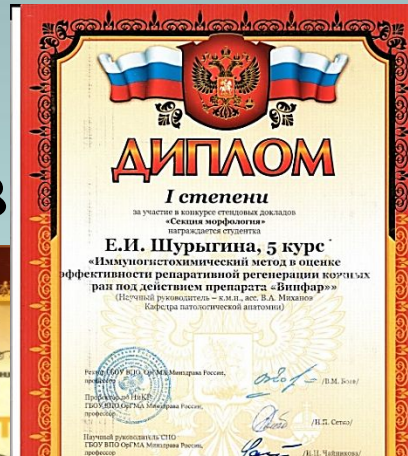 ДИПЛОМ
I степени
за участие в конкурсе стендовых докладов
«Секция морфология»
награждается студентка
Е.И. Шурыгина, 5 курс
«Иммуногистохимический метод в оценке
эффективности репаративной регенерации кожных
ран под действием препарата «Винфар»»
(Научный руководитель – к.м.н., асс. В.А. Миханов
Кафедра патологической анатомии)
Ректор ГБОУ ВПО ОрГМА Минздрава России,
профессор
/В.М. Боев/
Проректор по НиКР
ГБОУ ВПО ОрГМА Минздрава России,
профессор
/Н.П. Сетко/
Научный руководитель СНО
ГБОУ ВПО ОрГМА Минздрава России,
профессор